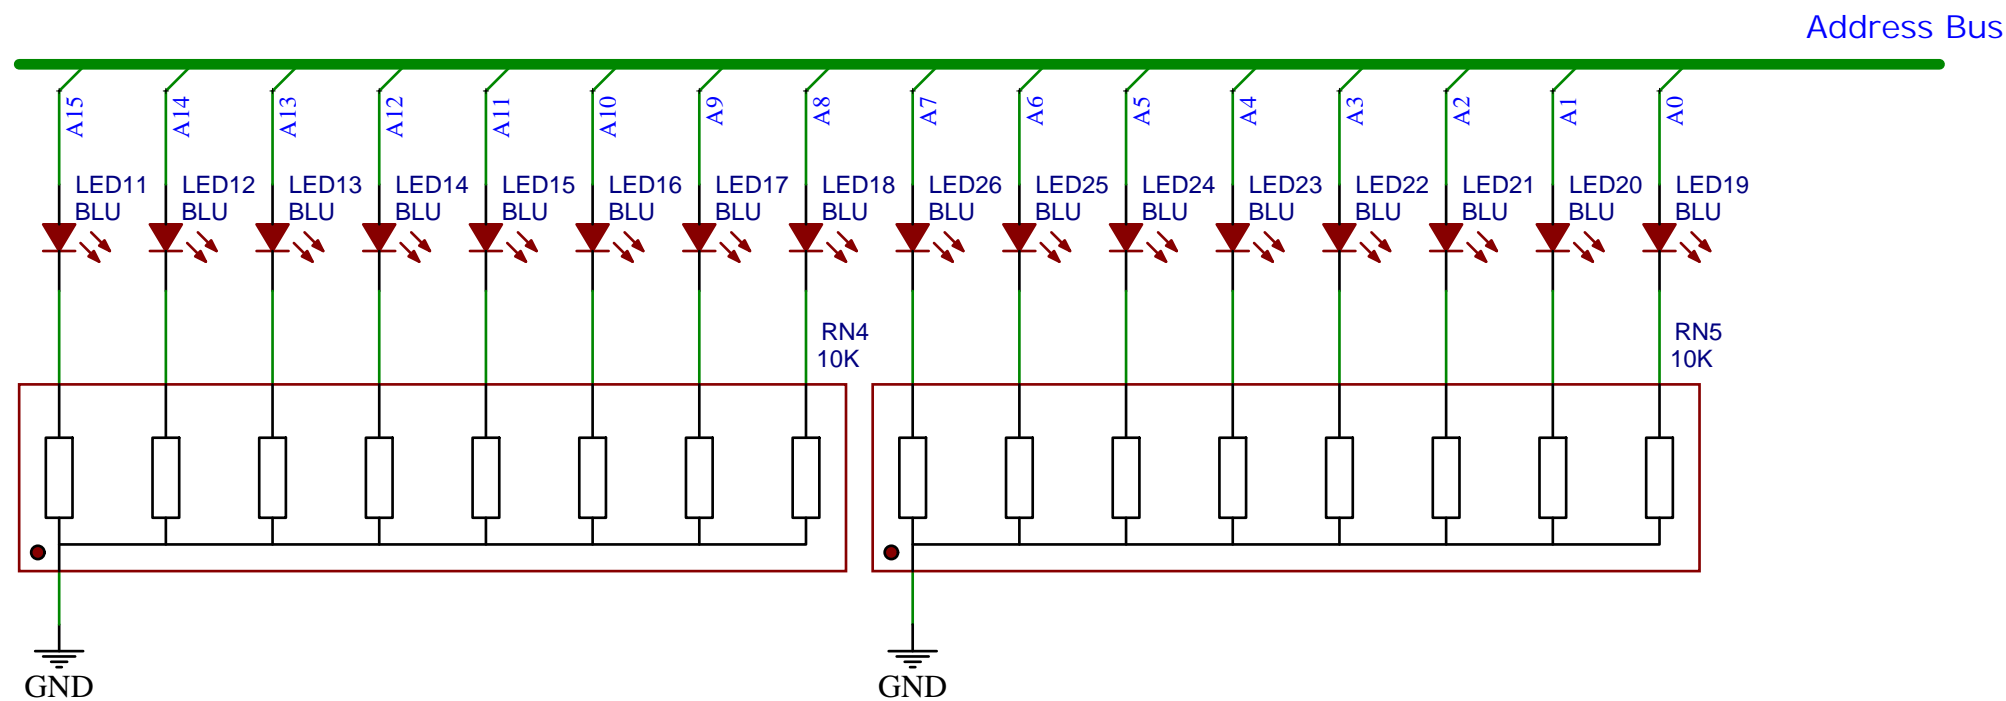 Address Bus
A15 A14 A13 A12 A11 A10 A9 A8 A7 A6 A5 A4 A3 A2 A1 A0
LED11 LED12 LED13 LED14 LED15 LED16 LED17 LED18 LED26 LED25 LED24 LED23 LED22 LED21 LED20 LED19
BLU BLU BLU BLU BLU BLU BLU BLU BLU BLU BLU BLU BLU BLU BLU BLU
RN4 RN5
10K 10K
GND GND